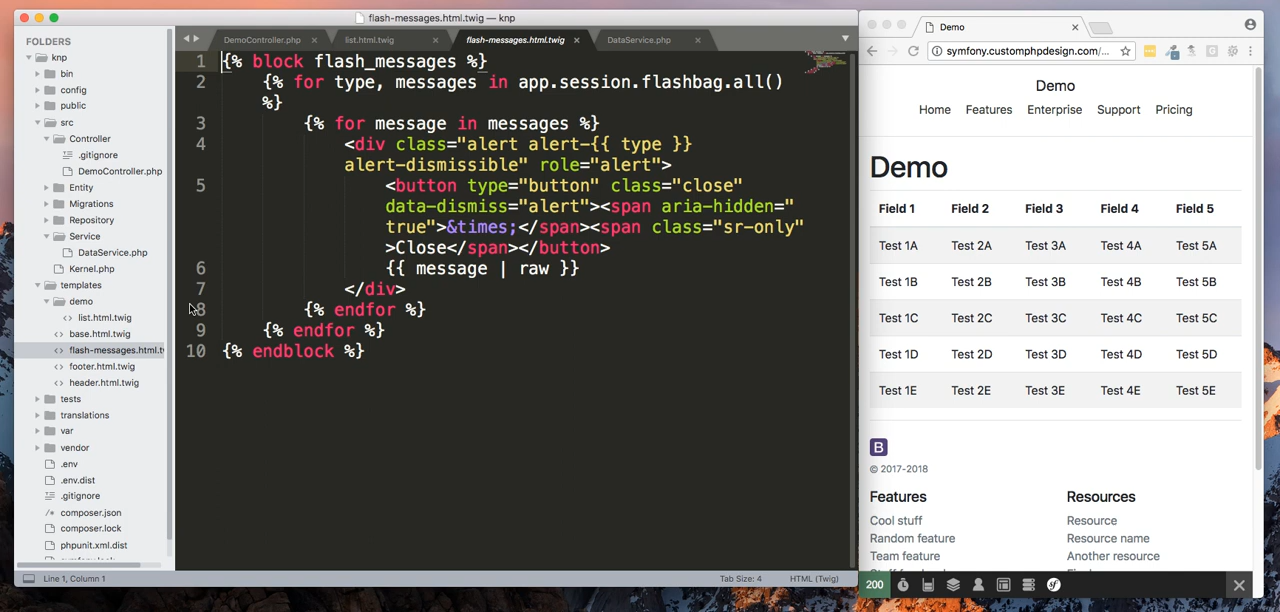 flash-messages.html.twig — knp
FOLDERS
knp
bin
config
public
src
Controller
.gitignore
DemoController.php
Entity
Migrations
Repository
Service
DataService.php
Kernel.php
templates
demo
list.html.twig
base.html.twig
flash-messages.html.t
footer.html.twig
header.html.twig
tests
translations
var
vendor
.env
.env.dist
.gitignore
composer.json
composer.lock
phpunit.xml.dist
DemoController.php
list.html.twig
flash-messages.html.twig
DataService.php
1 {% block flash_messages %}
2 {% for type, messages in app.session.flashbag.all()
%}
3 {% for message in messages %}
4 <div class="alert alert-{{ type }}
alert-dismissible" role="alert">
5 <button type="button" class="close"
data-dismiss="alert"><span aria-hidden="
true">&times;</span><span class="sr-only"
>Close</span></button>
6 {{ message | raw }}
7 </div>
8 {% endfor %}
9 {% endfor %}
10 {% endblock %}
Line 1, Column 1
Tab Size: 4
HTML (Twig)
Demo
symfony.customphpdesign.com/...
Demo
Home Features Enterprise Support Pricing
Demo
Field 1 Field 2 Field 3 Field 4 Field 5
Test 1A Test 2A Test 3A Test 4A Test 5A
Test 1B Test 2B Test 3B Test 4B Test 5B
Test 1C Test 2C Test 3C Test 4C Test 5C
Test 1D Test 2D Test 3D Test 4D Test 5D
Test 1E Test 2E Test 3E Test 4E Test 5E
B
© 2017-2018
Features
Cool stuff
Random feature
Team feature
Resources
Resource
Resource name
Another resource
200
sf